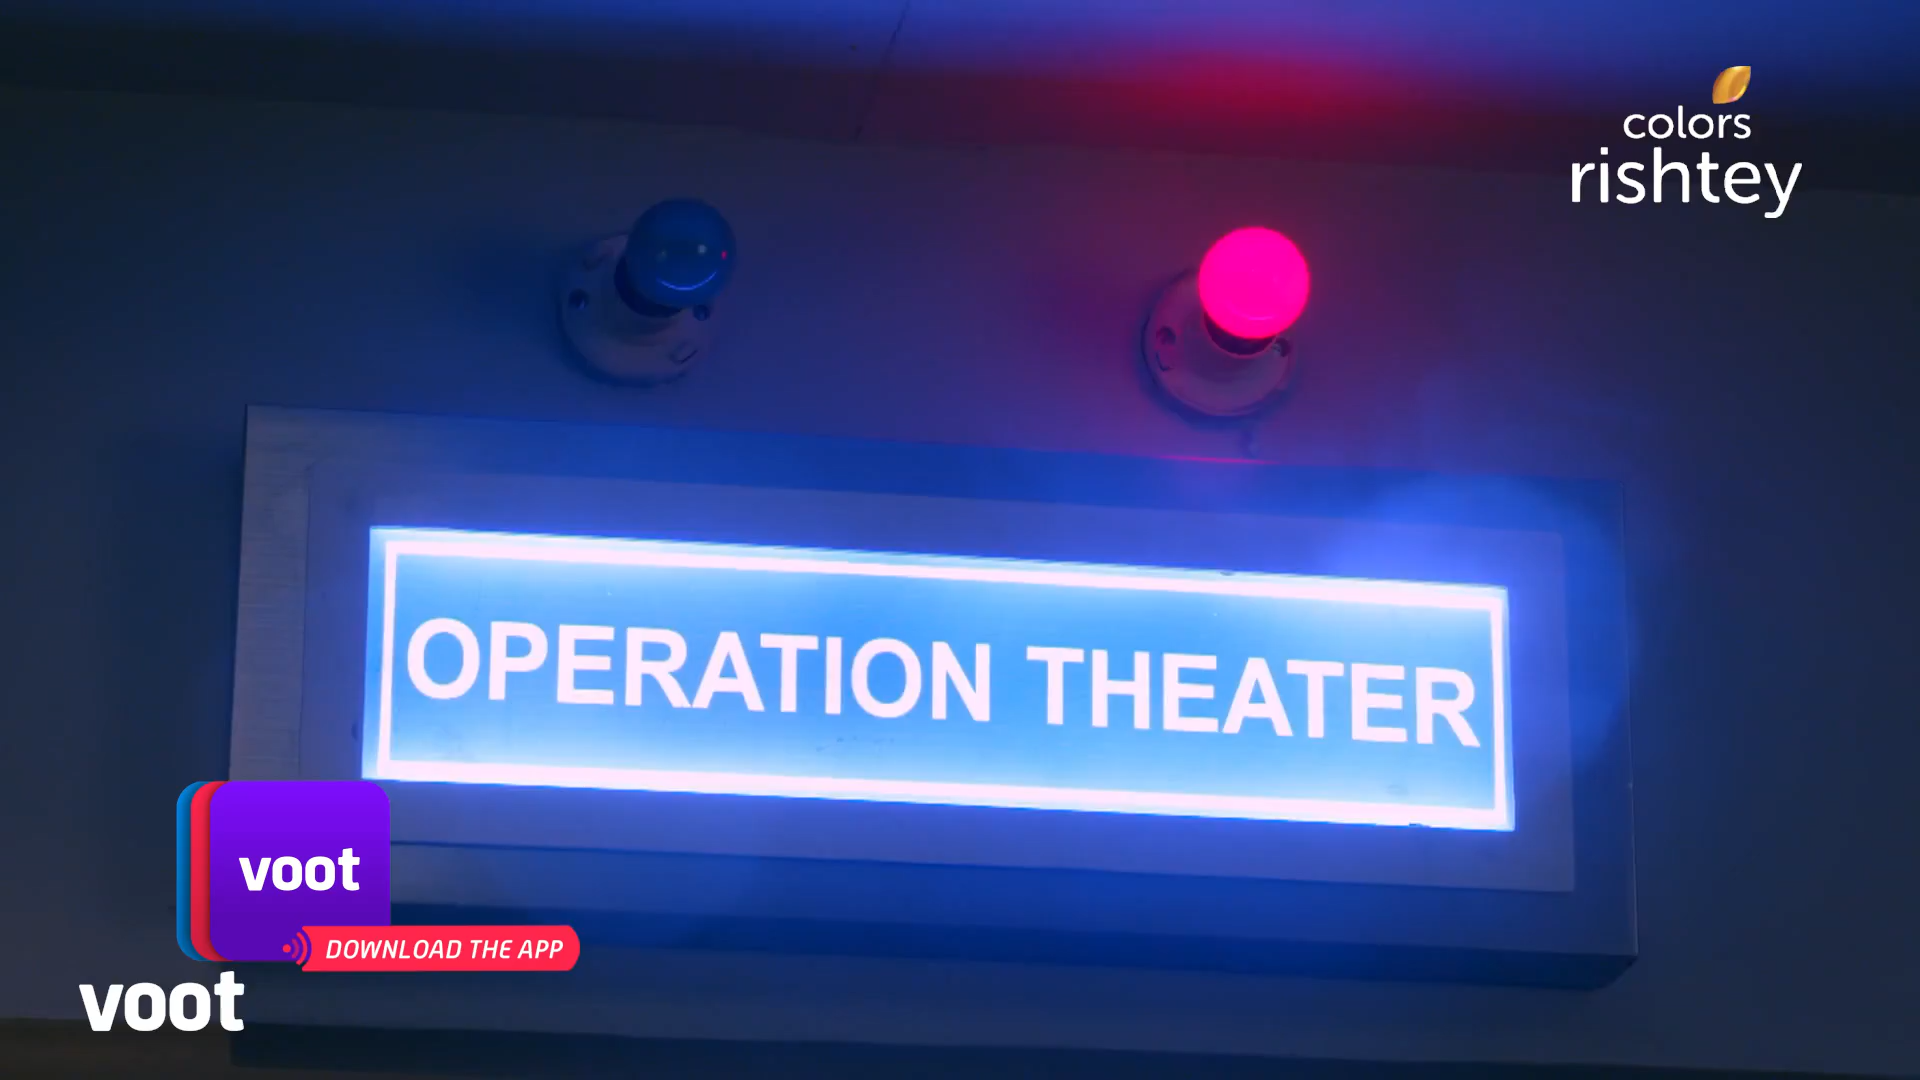 colors
rishtey
OPERATION THEATER
voot
DOWNLOAD THE APP
voot